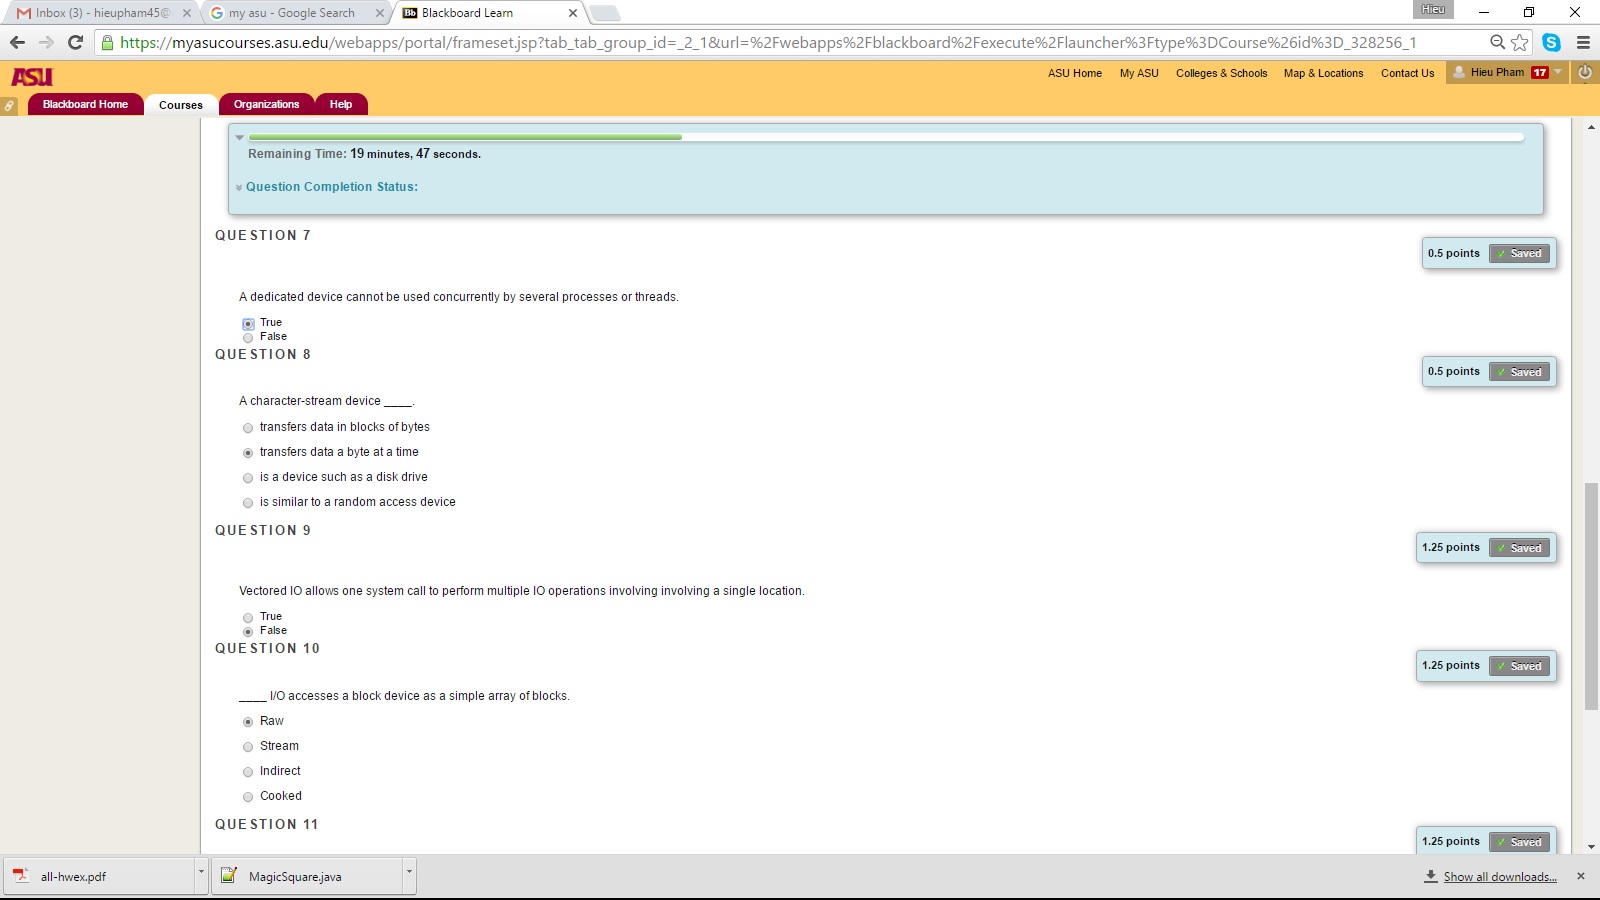 Inbox (3) - hieupham45@
my asu - Google Search
Blackboard Learn
Hieu
https://myasucourses.asu.edu/webapps/portal/frameset.jsp?tab_tab_group_id=_2_1&url=%2Fwebapps%2Fblackboard%2Fexecute%2Flauncher%3Ftype%3DCourse%26id%3D_328256_1
ASU
ASU Home My ASU Colleges & Schools Map & Locations Contact Us Hieu Pham 17
Blackboard Home Courses Organizations Help
Remaining Time: 19 minutes, 47 seconds.
Question Completion Status:
QUESTION 7
0.5 points Saved
A dedicated device cannot be used concurrently by several processes or threads.
True
False
QUESTION 8
0.5 points Saved
A character-stream device ____.
transfers data in blocks of bytes
transfers data a byte at a time
is a device such as a disk drive
is similar to a random access device
QUESTION 9
1.25 points Saved
Vectored IO allows one system call to perform multiple IO operations involving involving a single location.
True
False
QUESTION 10
1.25 points Saved
____ I/O accesses a block device as a simple array of blocks.
Raw
Stream
Indirect
Cooked
QUESTION 11
1.25 points Saved
all-hwex.pdf
MagicSquare.java
Show all downloads...